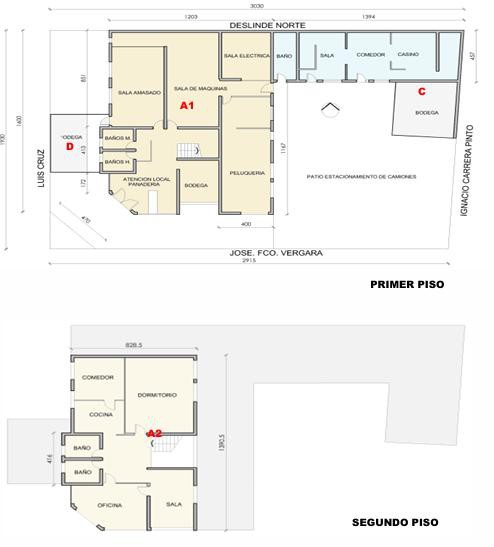 3030
1203
1394
DESLINDE NORTE
SALA ELECTRICA
BAÑO
SALA
COMEDOR
CASINO
457
851
SALA AMASADO
SALA DE MAQUINAS
A1
C
BODEGA
1930
1600
BODEGA
D
413
BAÑOS M.
BAÑOS H.
172
ATENCION LOCAL
PANADERIA
BODEGA
PELUQUERIA
1167
PATIO ESTACIONAMIENTO DE CAMIONES
LUIS CRUZ
IGNACIO CARRERA PINTO
470
400
JOSE. FCO. VERGARA
2915
PRIMER PISO
828.5
COMEDOR
DORMITORIO
COCINA
A2
1390.5
416
BAÑO
BAÑO
OFICINA
SALA
SEGUNDO PISO